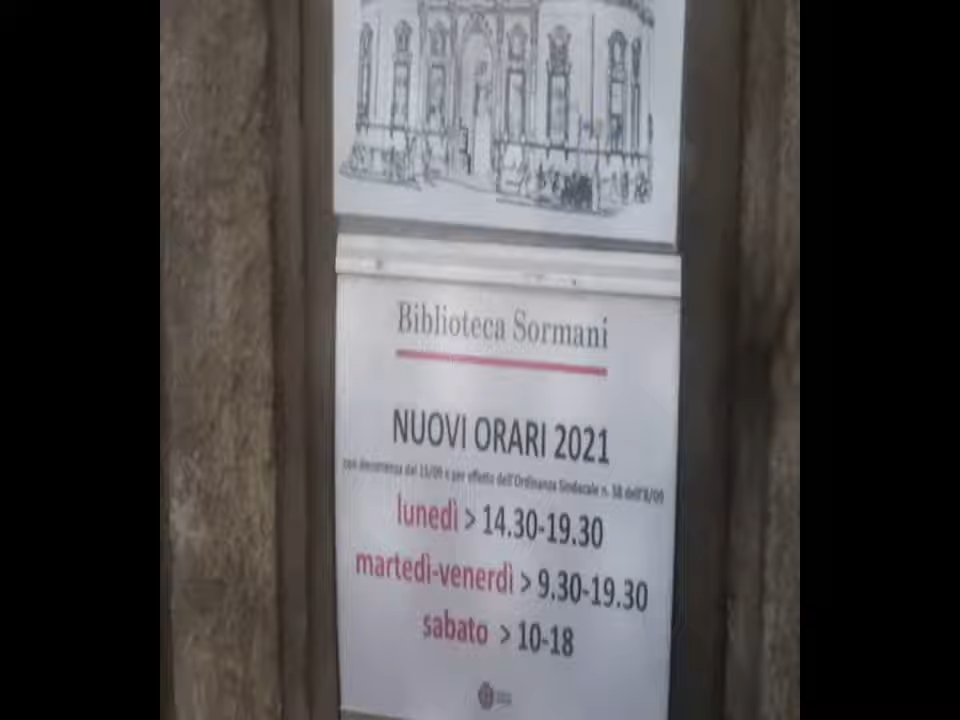 Biblioteca Sormani
NUOVI ORARI 2021
con decorrenza dal 15/09 e per effetto dell'Ordinanza Sindacale n. 38 dell'8/09
lunedì > 14.30-19.30
martedì-venerdì > 9.30-19.30
sabato > 10-18